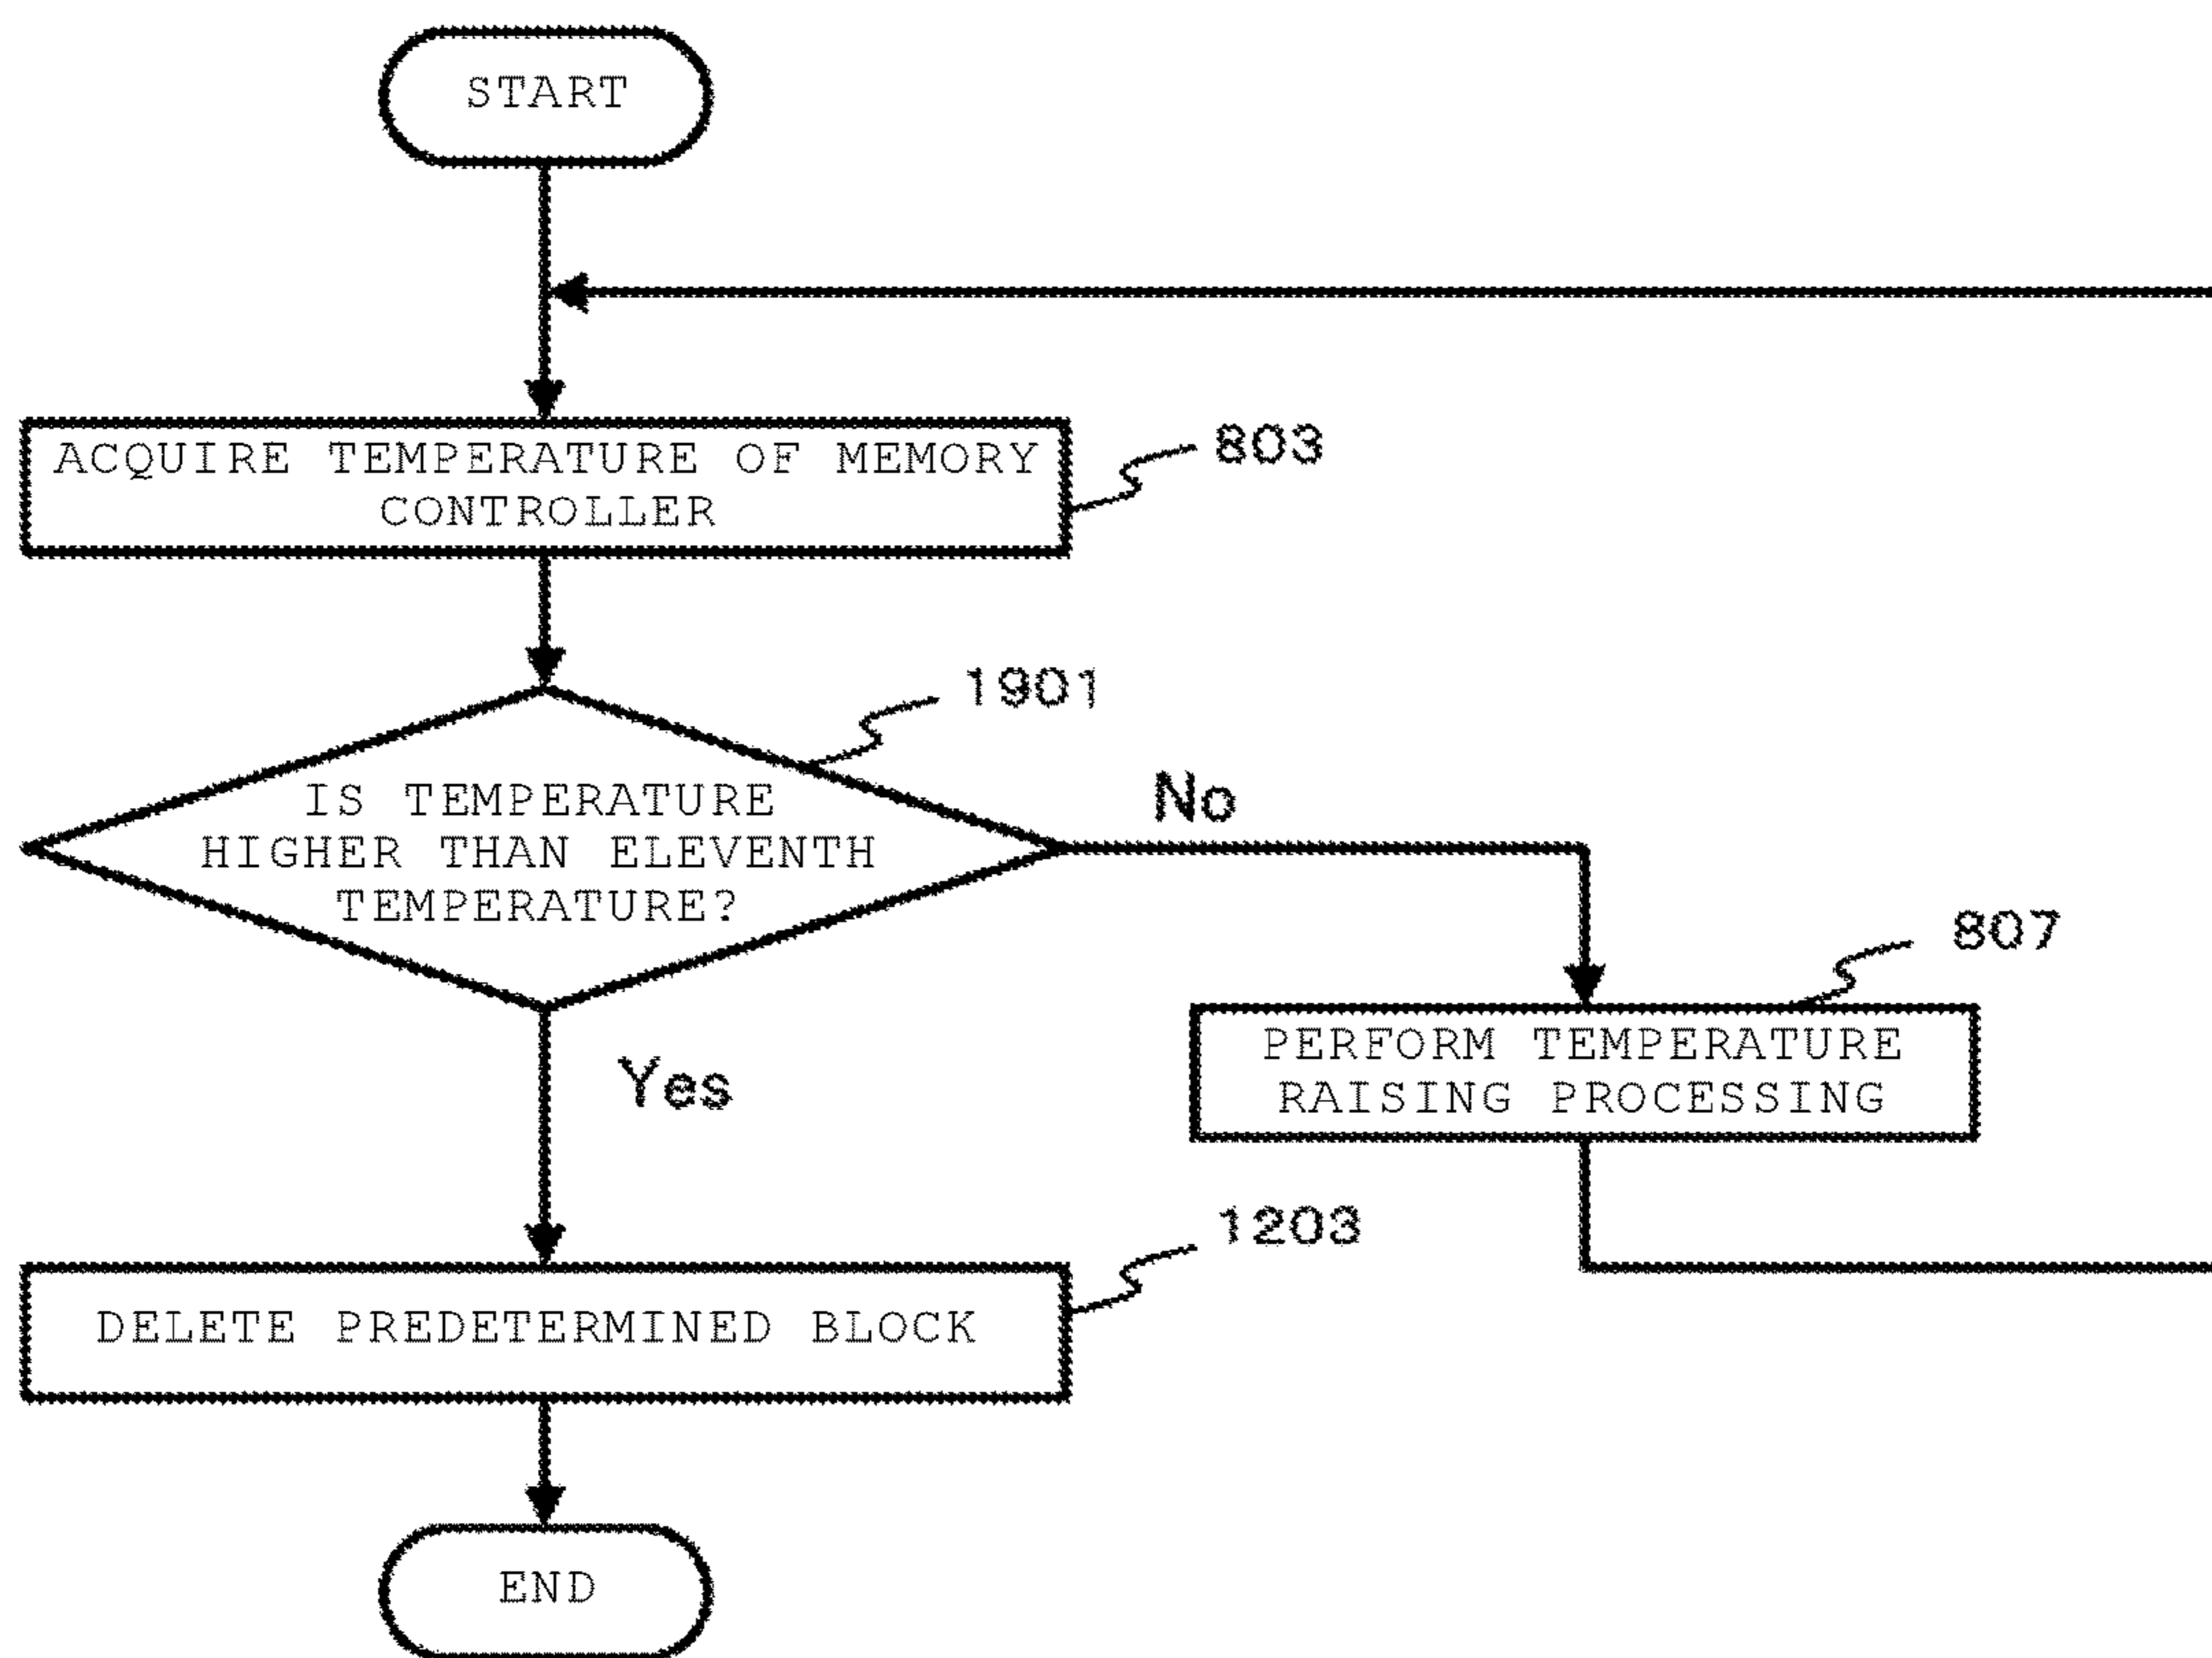 START
ACQUIRE TEMPERATURE OF MEMORY
CONTROLLER
803
1901
IS TEMPERATURE
HIGHER THAN ELEVENTH
TEMPERATURE?
No
807
PERFORM TEMPERATURE
RAISING PROCESSING
Yes
1203
DELETE PREDETERMINED BLOCK
END